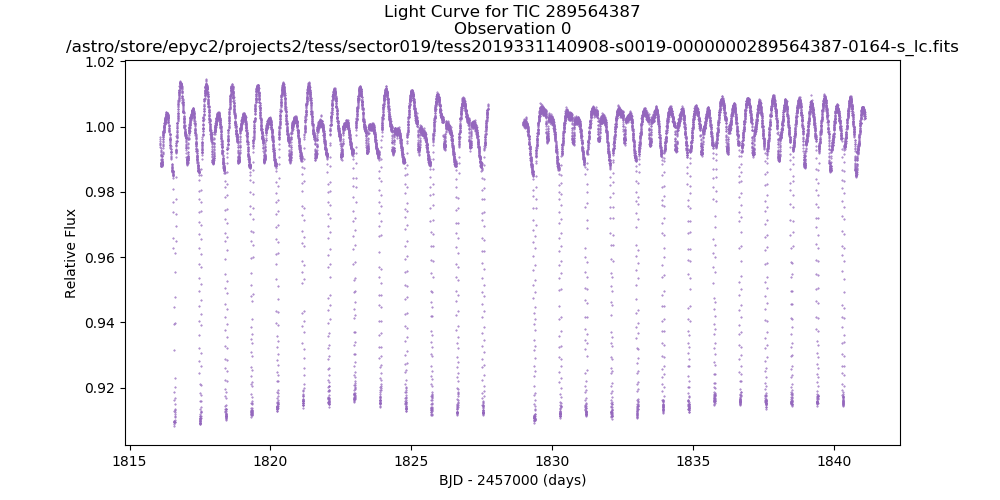 Light Curve for TIC 289564387
Observation 0
/astro/store/epyc2/projects2/tess/sector019/tess2019331140908-s0019-0000000289564387-0164-s_lc.fits
1.02
1.00
0.98
0.96
0.94
0.92
Relative Flux
1815
1820
1825
1830
1835
1840
BJD - 2457000 (days)